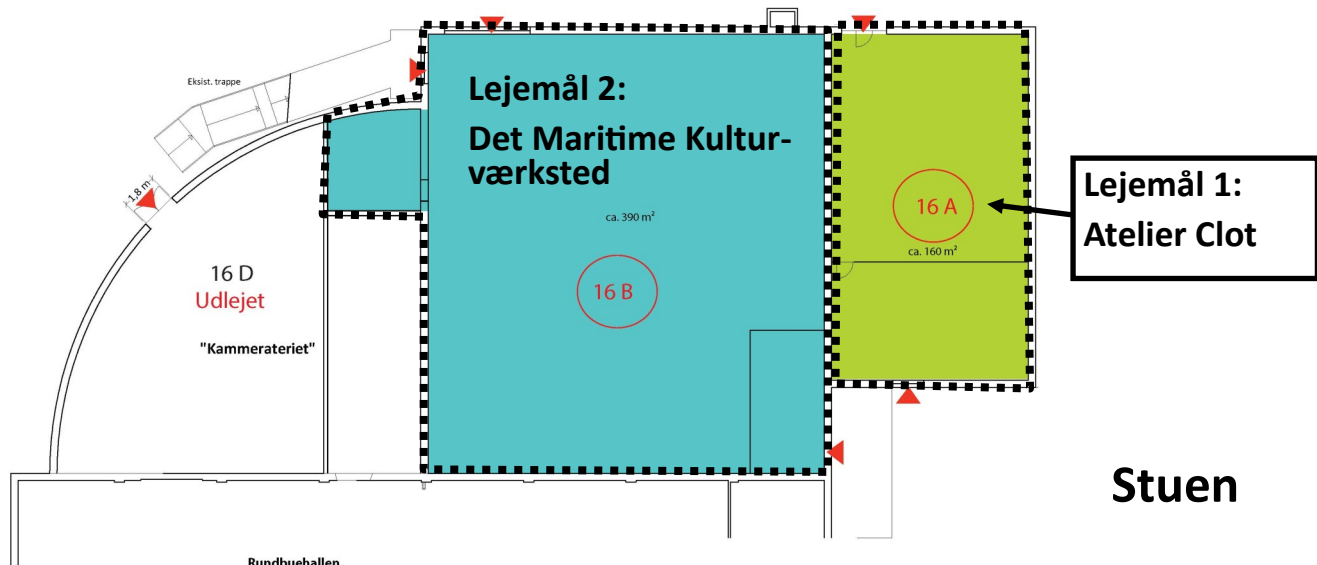 Eksist. trappe
Lejemål 2:
Det Maritime Kultur-
værksted
1,8 m
ca. 390 m²
16 A
ca. 160 m²
Lejemål 1:
Atelier Clot
16 D
Udlejet
16 B
"Kammerateriet"
Stuen
Rundbuehallen